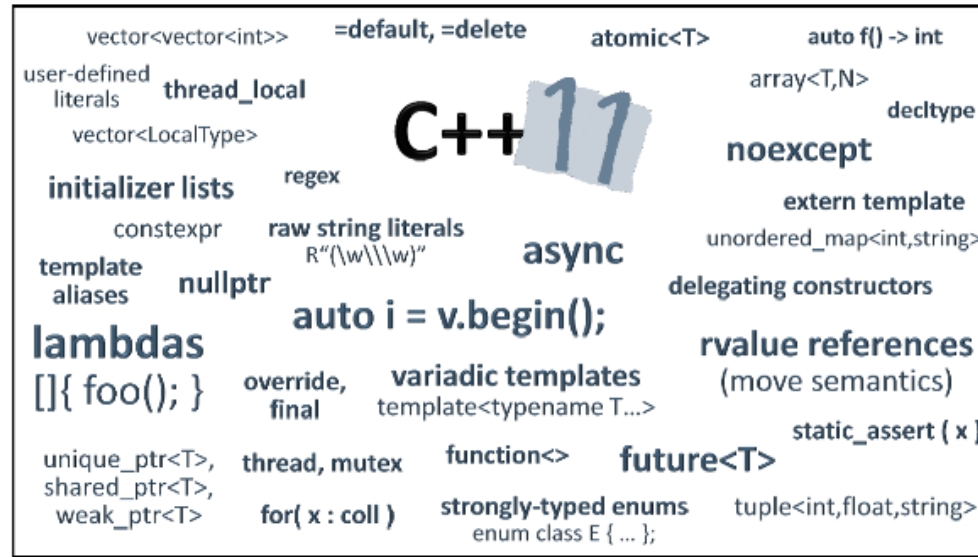 vector<vector<int>>
=default, =delete
atomic<T>
auto f() -> int
user-defined
literals
thread_local
array<T,N>
C++11
decltype
vector<LocalType>
noexcept
initializer lists
regex
extern template
constexpr
raw string literals
R“(\w\\\w)”
async
unordered_map<int,string>
template
aliases
nullptr
delegating constructors
auto i = v.begin();
lambdas
[]{ foo(); }
rvalue references
(move semantics)
override,
final
variadic templates
template<typename T...>
static_assert ( x )
unique_ptr<T>,
shared_ptr<T>,
weak_ptr<T>
thread, mutex
function<>
future<T>
for( x : coll )
strongly-typed enums
enum class E { ... };
tuple<int,float,string>